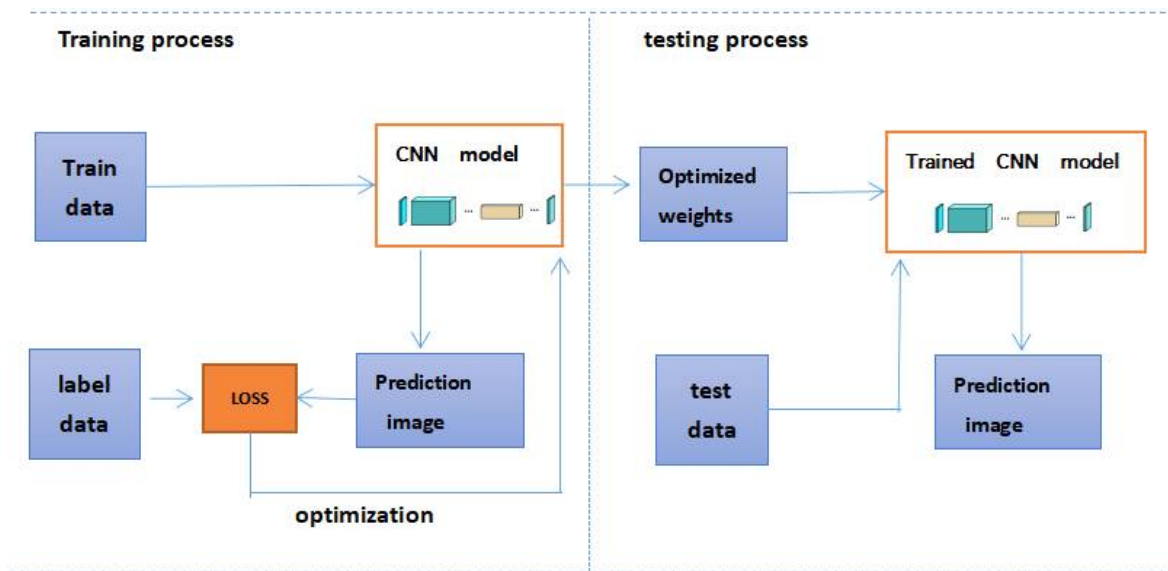 Training process
testing process
Train
data
CNN model
...
...
Optimized
weights
Trained CNN model
...
...
label
data
LOSS
Prediction
image
test
data
Prediction
image
optimization